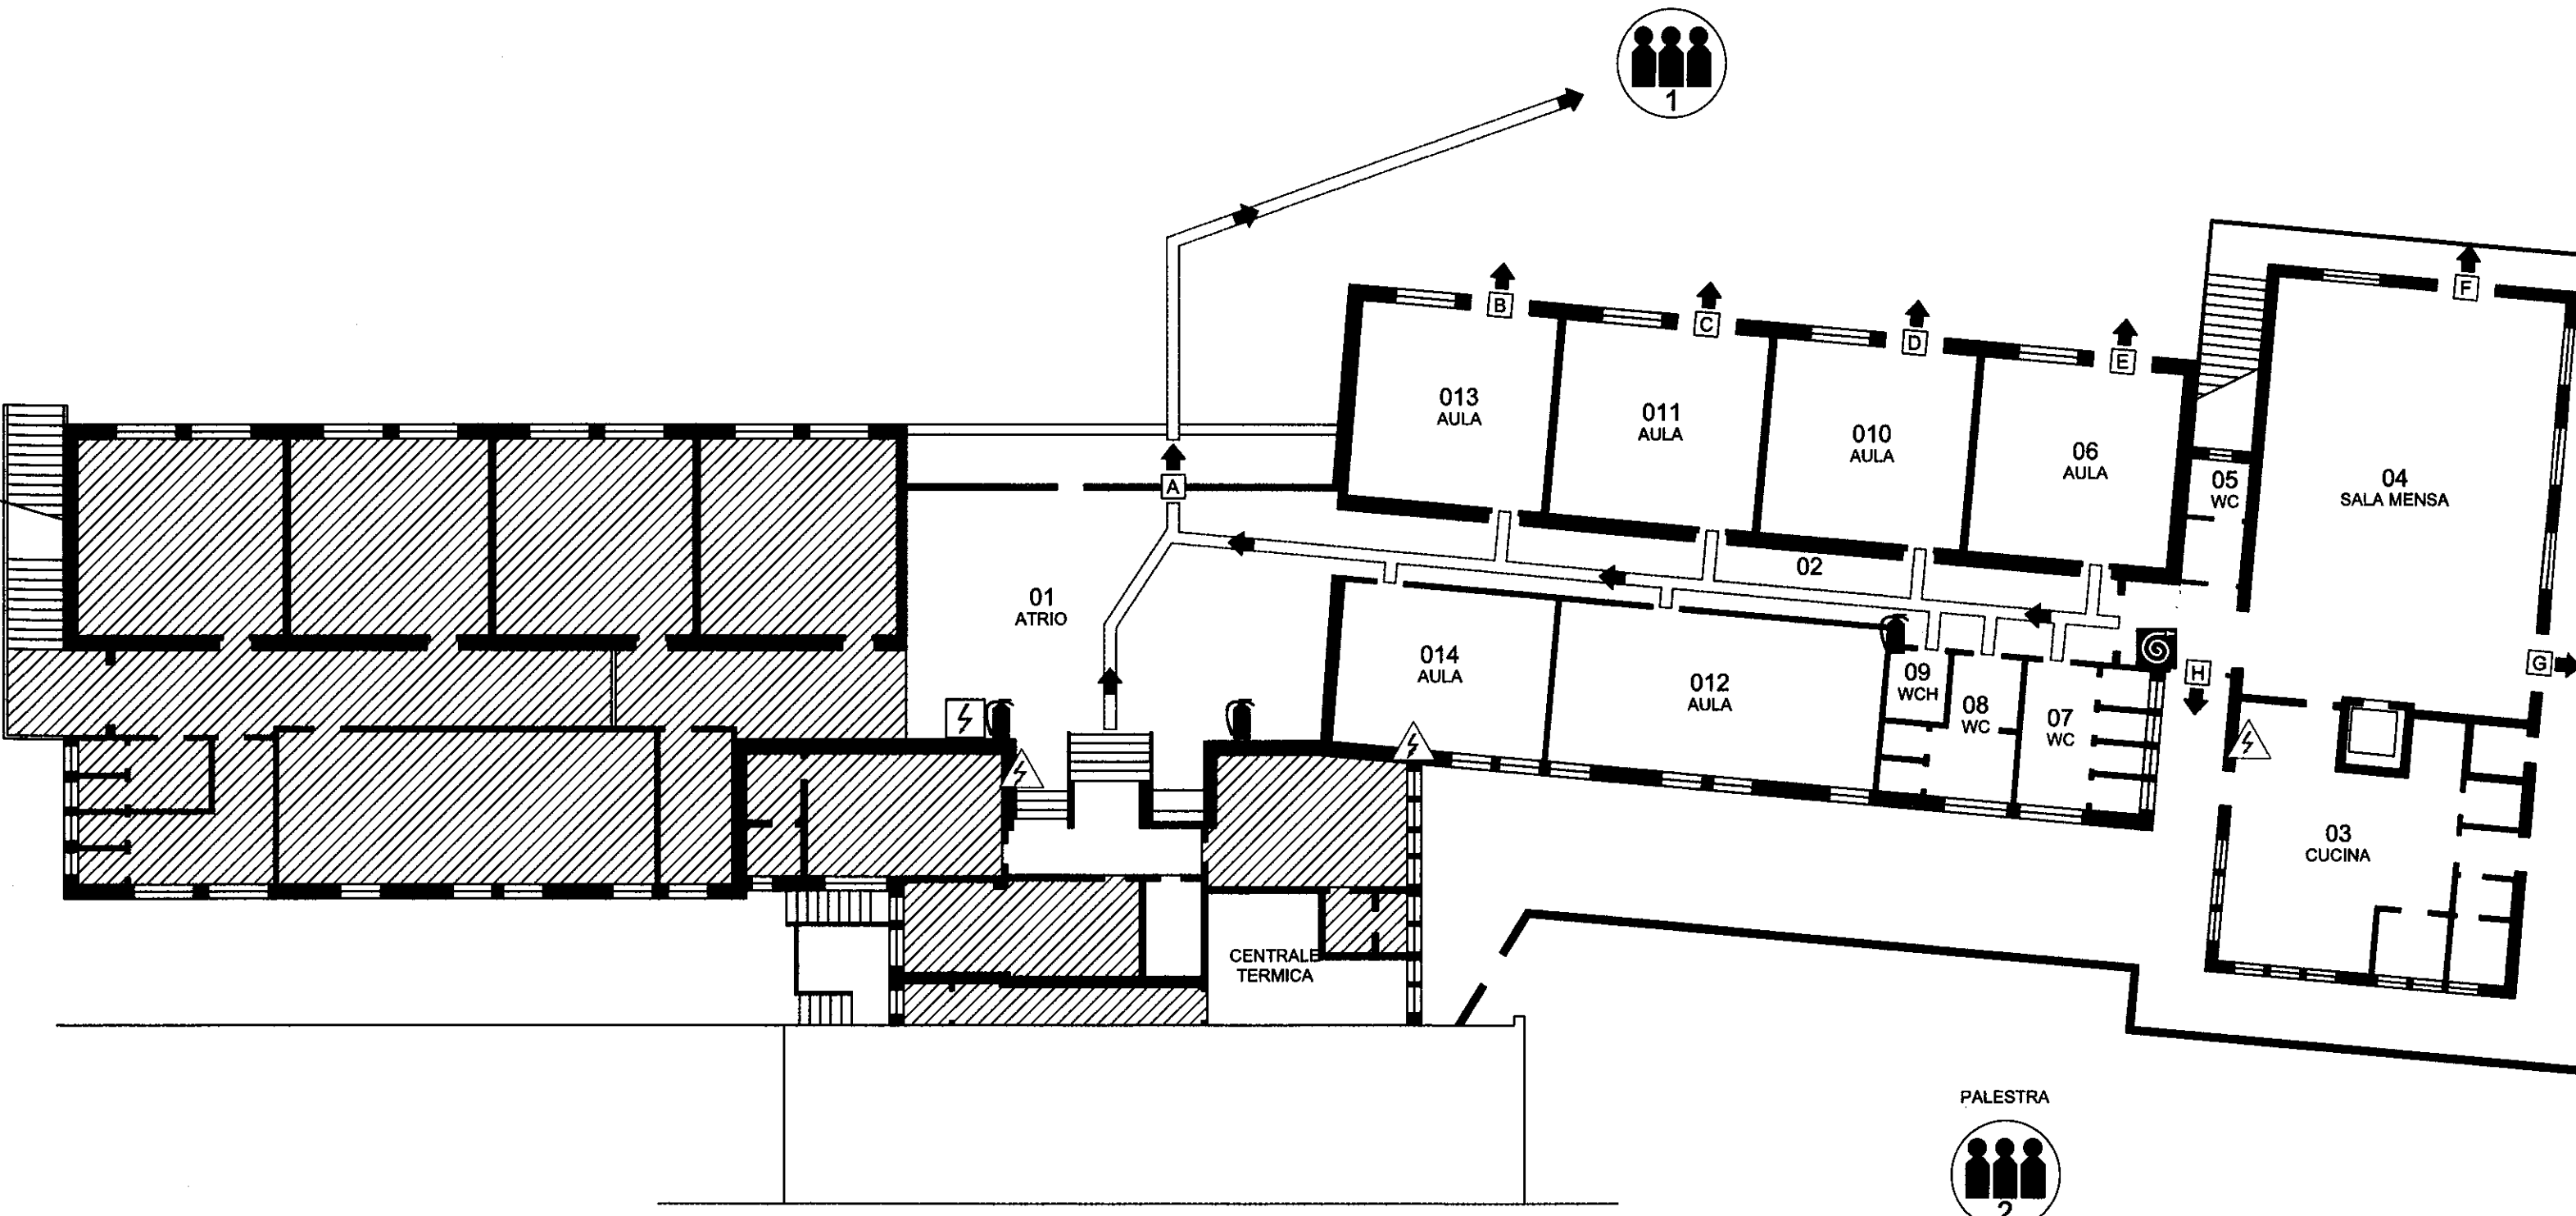 1
F
B
C
D
E
013
AULA
011
AULA
010
AULA
06
AULA
05
WC
04
SALA MENSA
A
02
01
ATRIO
014
AULA
012
AULA
09
WCH
08
WC
07
WC
H
G
03
CUCINA
CENTRALE
TERMICA
PALESTRA
2